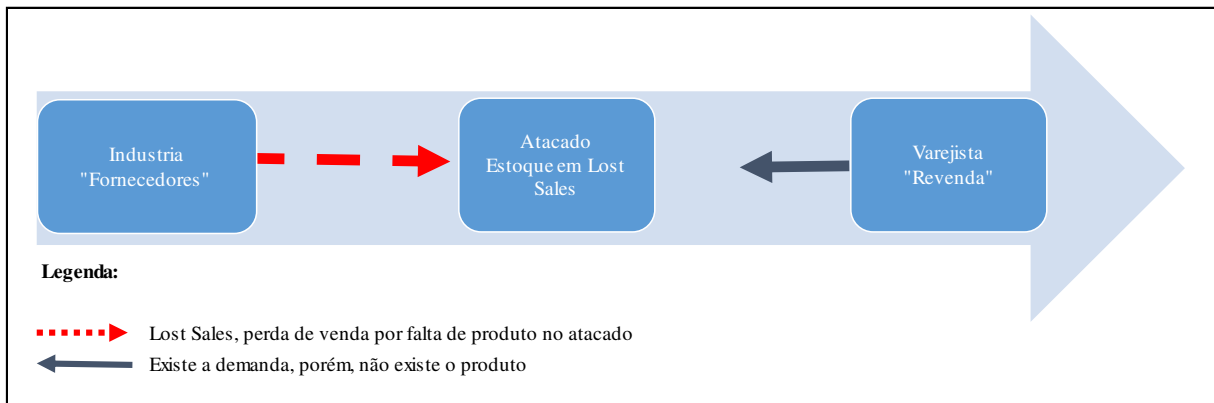 Industria
"Fornecedores"
Atacado
Estoque em Lost
Sales
Varejista
"Revenda"
Legenda:
Lost Sales, perda de venda por falta de produto no atacado
Existe a demanda, porém, não existe o produto